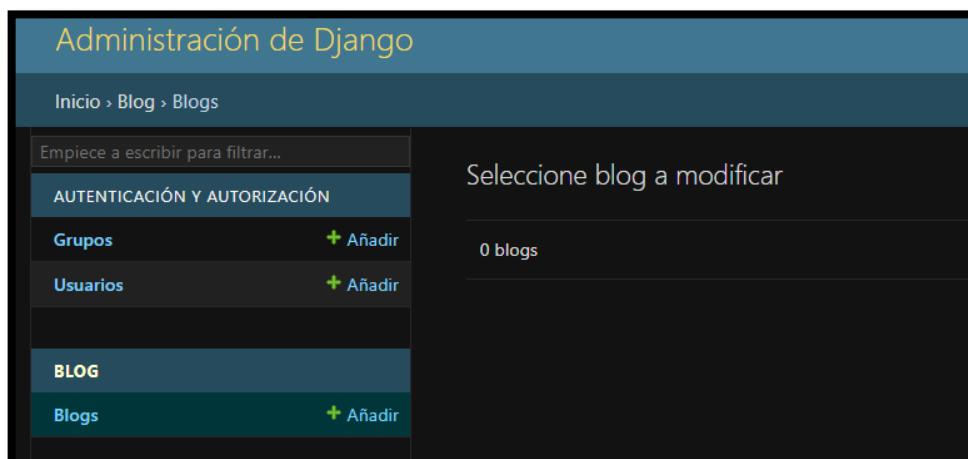 Administración de Django
Inicio › Blog › Blogs
Empiece a escribir para filtrar...
AUTENTICACIÓN Y AUTORIZACIÓN
Grupos + Añadir
Usuarios + Añadir
BLOG
Blogs + Añadir
Seleccione blog a modificar
0 blogs